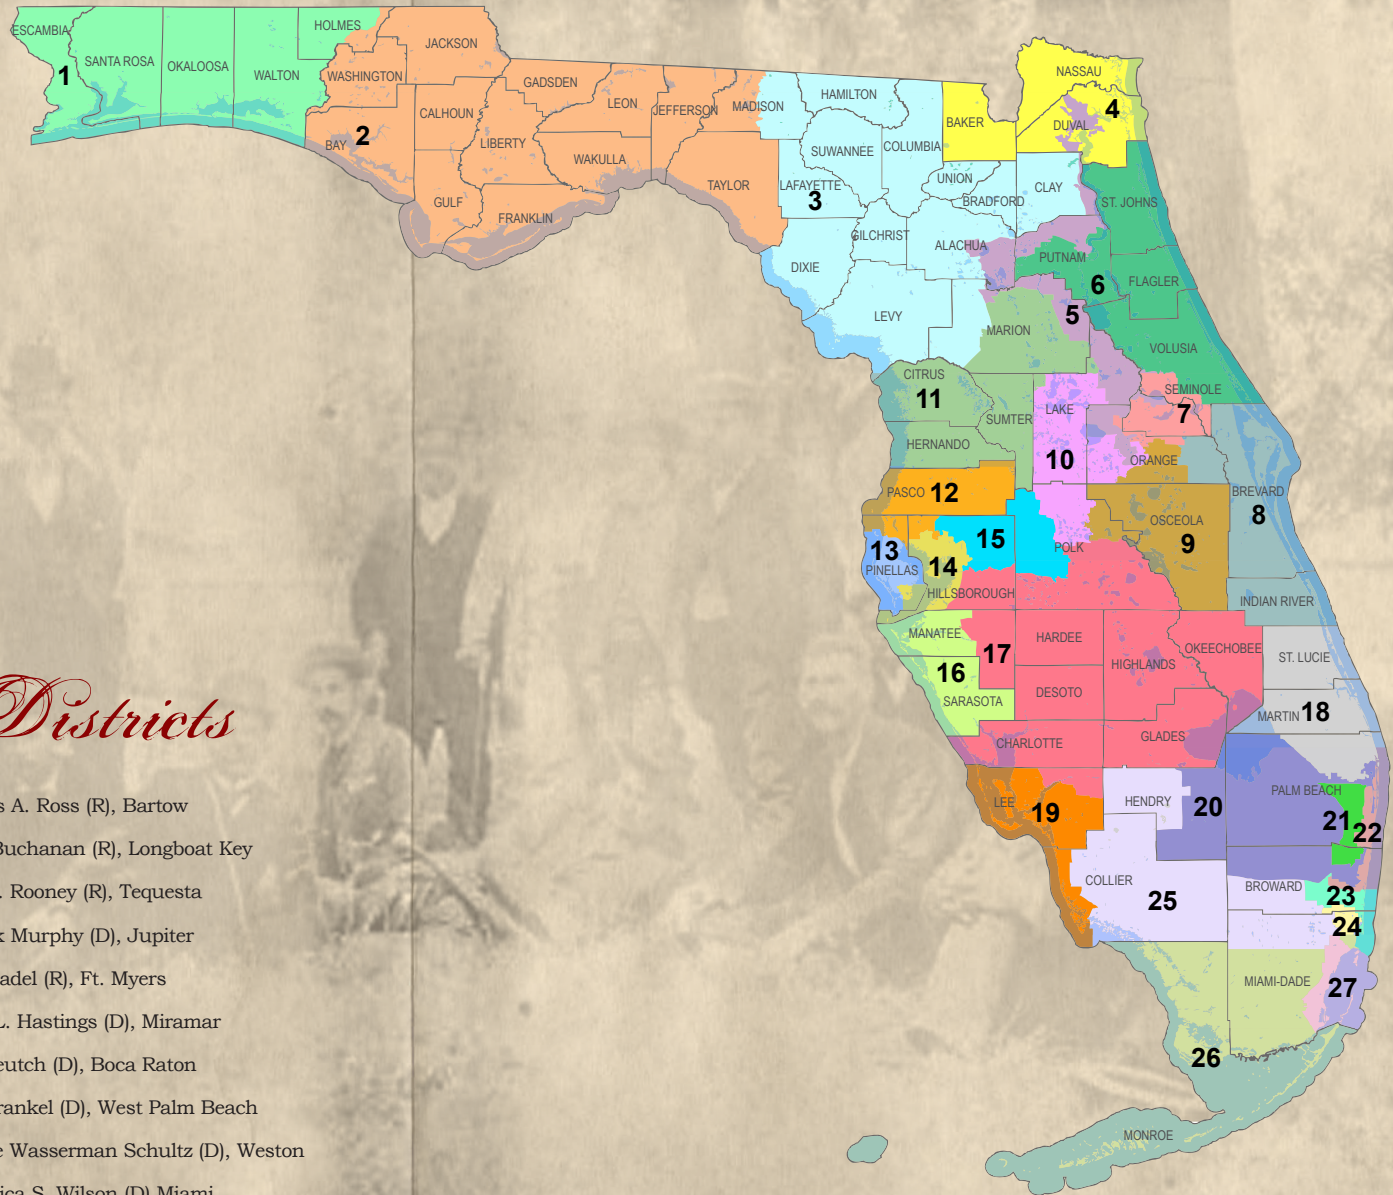 ESCAMBIA
SANTA ROSA
OKALOOSA
WALTON
HOLMES
1
JACKSON
WASHINGTON
BAY
2
CALHOUN
GULF
GADSDEN
LIBERTY
FRANKLIN
LEON
WAKULLA
JEFFERSON
MADISON
TAYLOR
HAMILTON
SUWANNEE
COLUMBIA
LAFAYETTE
3
DIXIE
GILCHRIST
ALACHUA
LEVY
UNION
BRADFORD
CLAY
BAKER
NASSAU
DUVAL
4
ST. JOHNS
PUTNAM
6
FLAGLER
5
MARION
VOLUSIA
CITRUS
11
SUMTER
HERNANDO
LAKE
10
SEMINOLE
7
ORANGE
PASCO 12
BREVARD
8
OSCEOLA
9
13
PINELLAS
14
15
HILLSBOROUGH
POLK
INDIAN RIVER
MANATEE
16
SARASOTA
17
HARDEE
DESOTO
HIGHLANDS
OKEECHOBEE
ST. LUCIE
MARTIN 18
CHARLOTTE
GLADES
LEE
19
HENDRY
20
PALM BEACH
21
22
COLLIER
25
BROWARD
23
24
MIAMI-DADE
27
26
MONROE
Districts
s A. Ross (R), Bartow
Buchanan (R), Longboat Key
. Rooney (R), Tequesta
k Murphy (D), Jupiter
adel (R), Ft. Myers
L. Hastings (D), Miramar
eutch (D), Boca Raton
rankel (D), West Palm Beach
e Wasserman Schultz (D), Weston
ica S. Wilson (D) Miami